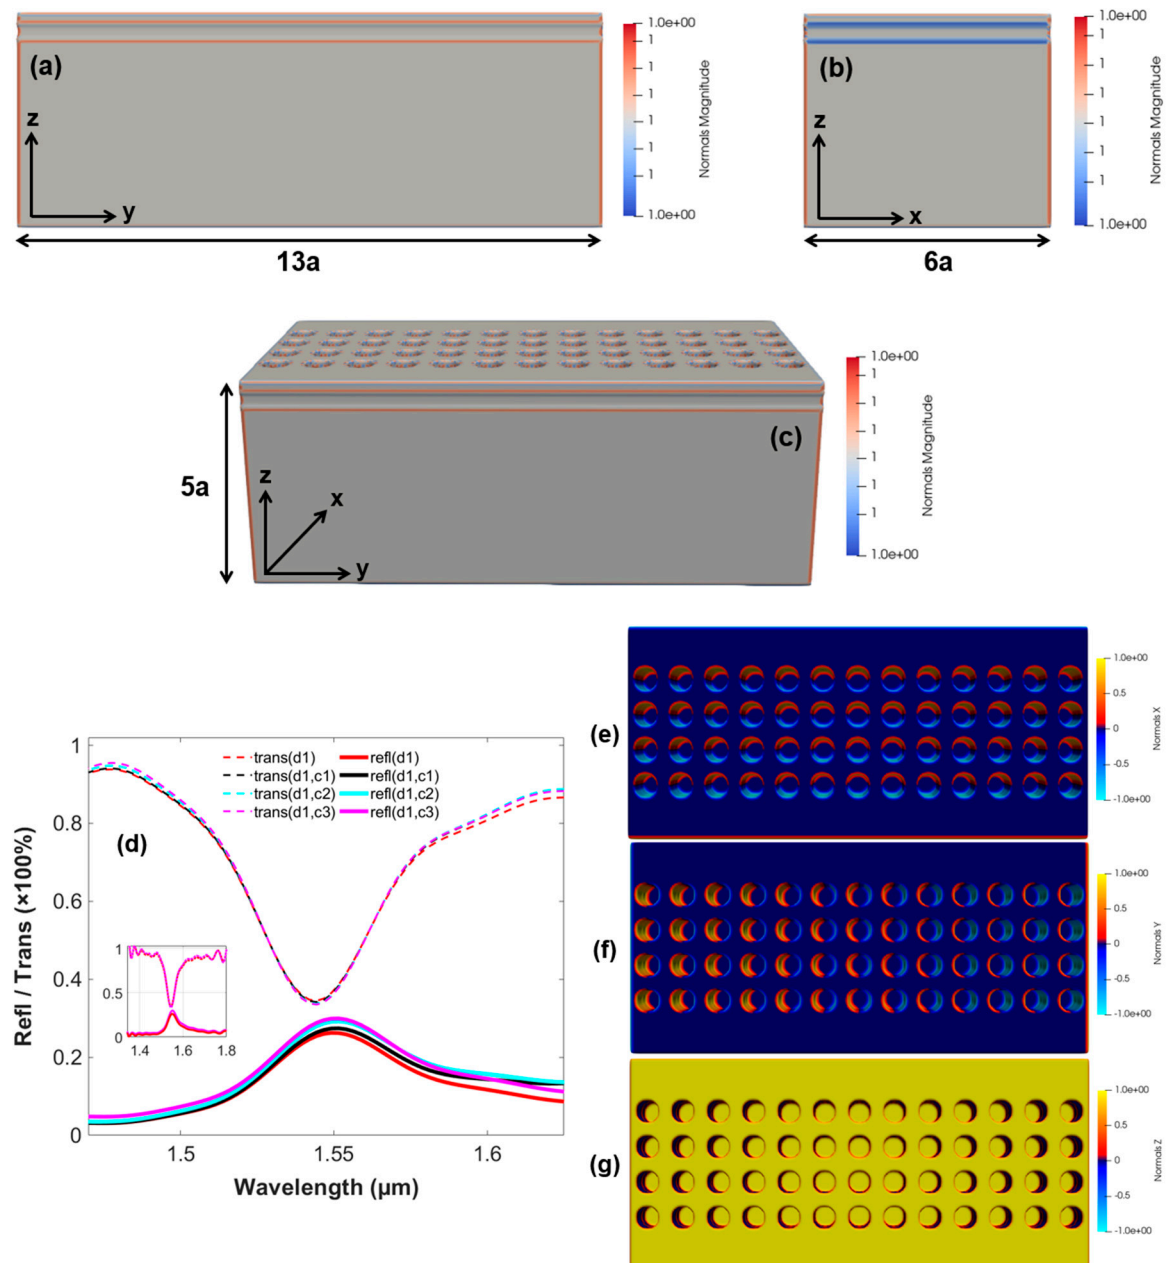 (a)
z
y
13a
1.0e+00
1
1
1
1
1
1
1.0e+00
Normals Magnitude
(b)
z
x
6a
1.0e+00
1
1
1
1
1
1
1.0e+00
Normals Magnitude
(c)
5a
z
x
y
1.0e+00
1
1
1
1
1
1
1.0e+00
Normals Magnitude
(d)
trans(d1)
refl(d1)
trans(d1,c1)
refl(d1,c1)
trans(d1,c2)
refl(d1,c2)
trans(d1,c3)
refl(d1,c3)
1
0.8
0.6
0.4
0.2
0
Refl / Trans (×100%)
1
0.5
0
1.4
1.6
1.8
1.5
1.55
1.6
Wavelength (µm)
(e)
1.0e+00
0.5
0
-0.5
-1.0e+00
Normals X
(f)
1.0e+00
0.5
0
-0.5
-1.0e+00
Normals Y
(g)
1.0e+00
0.5
0
-0.5
-1.0e+00
Normals Z